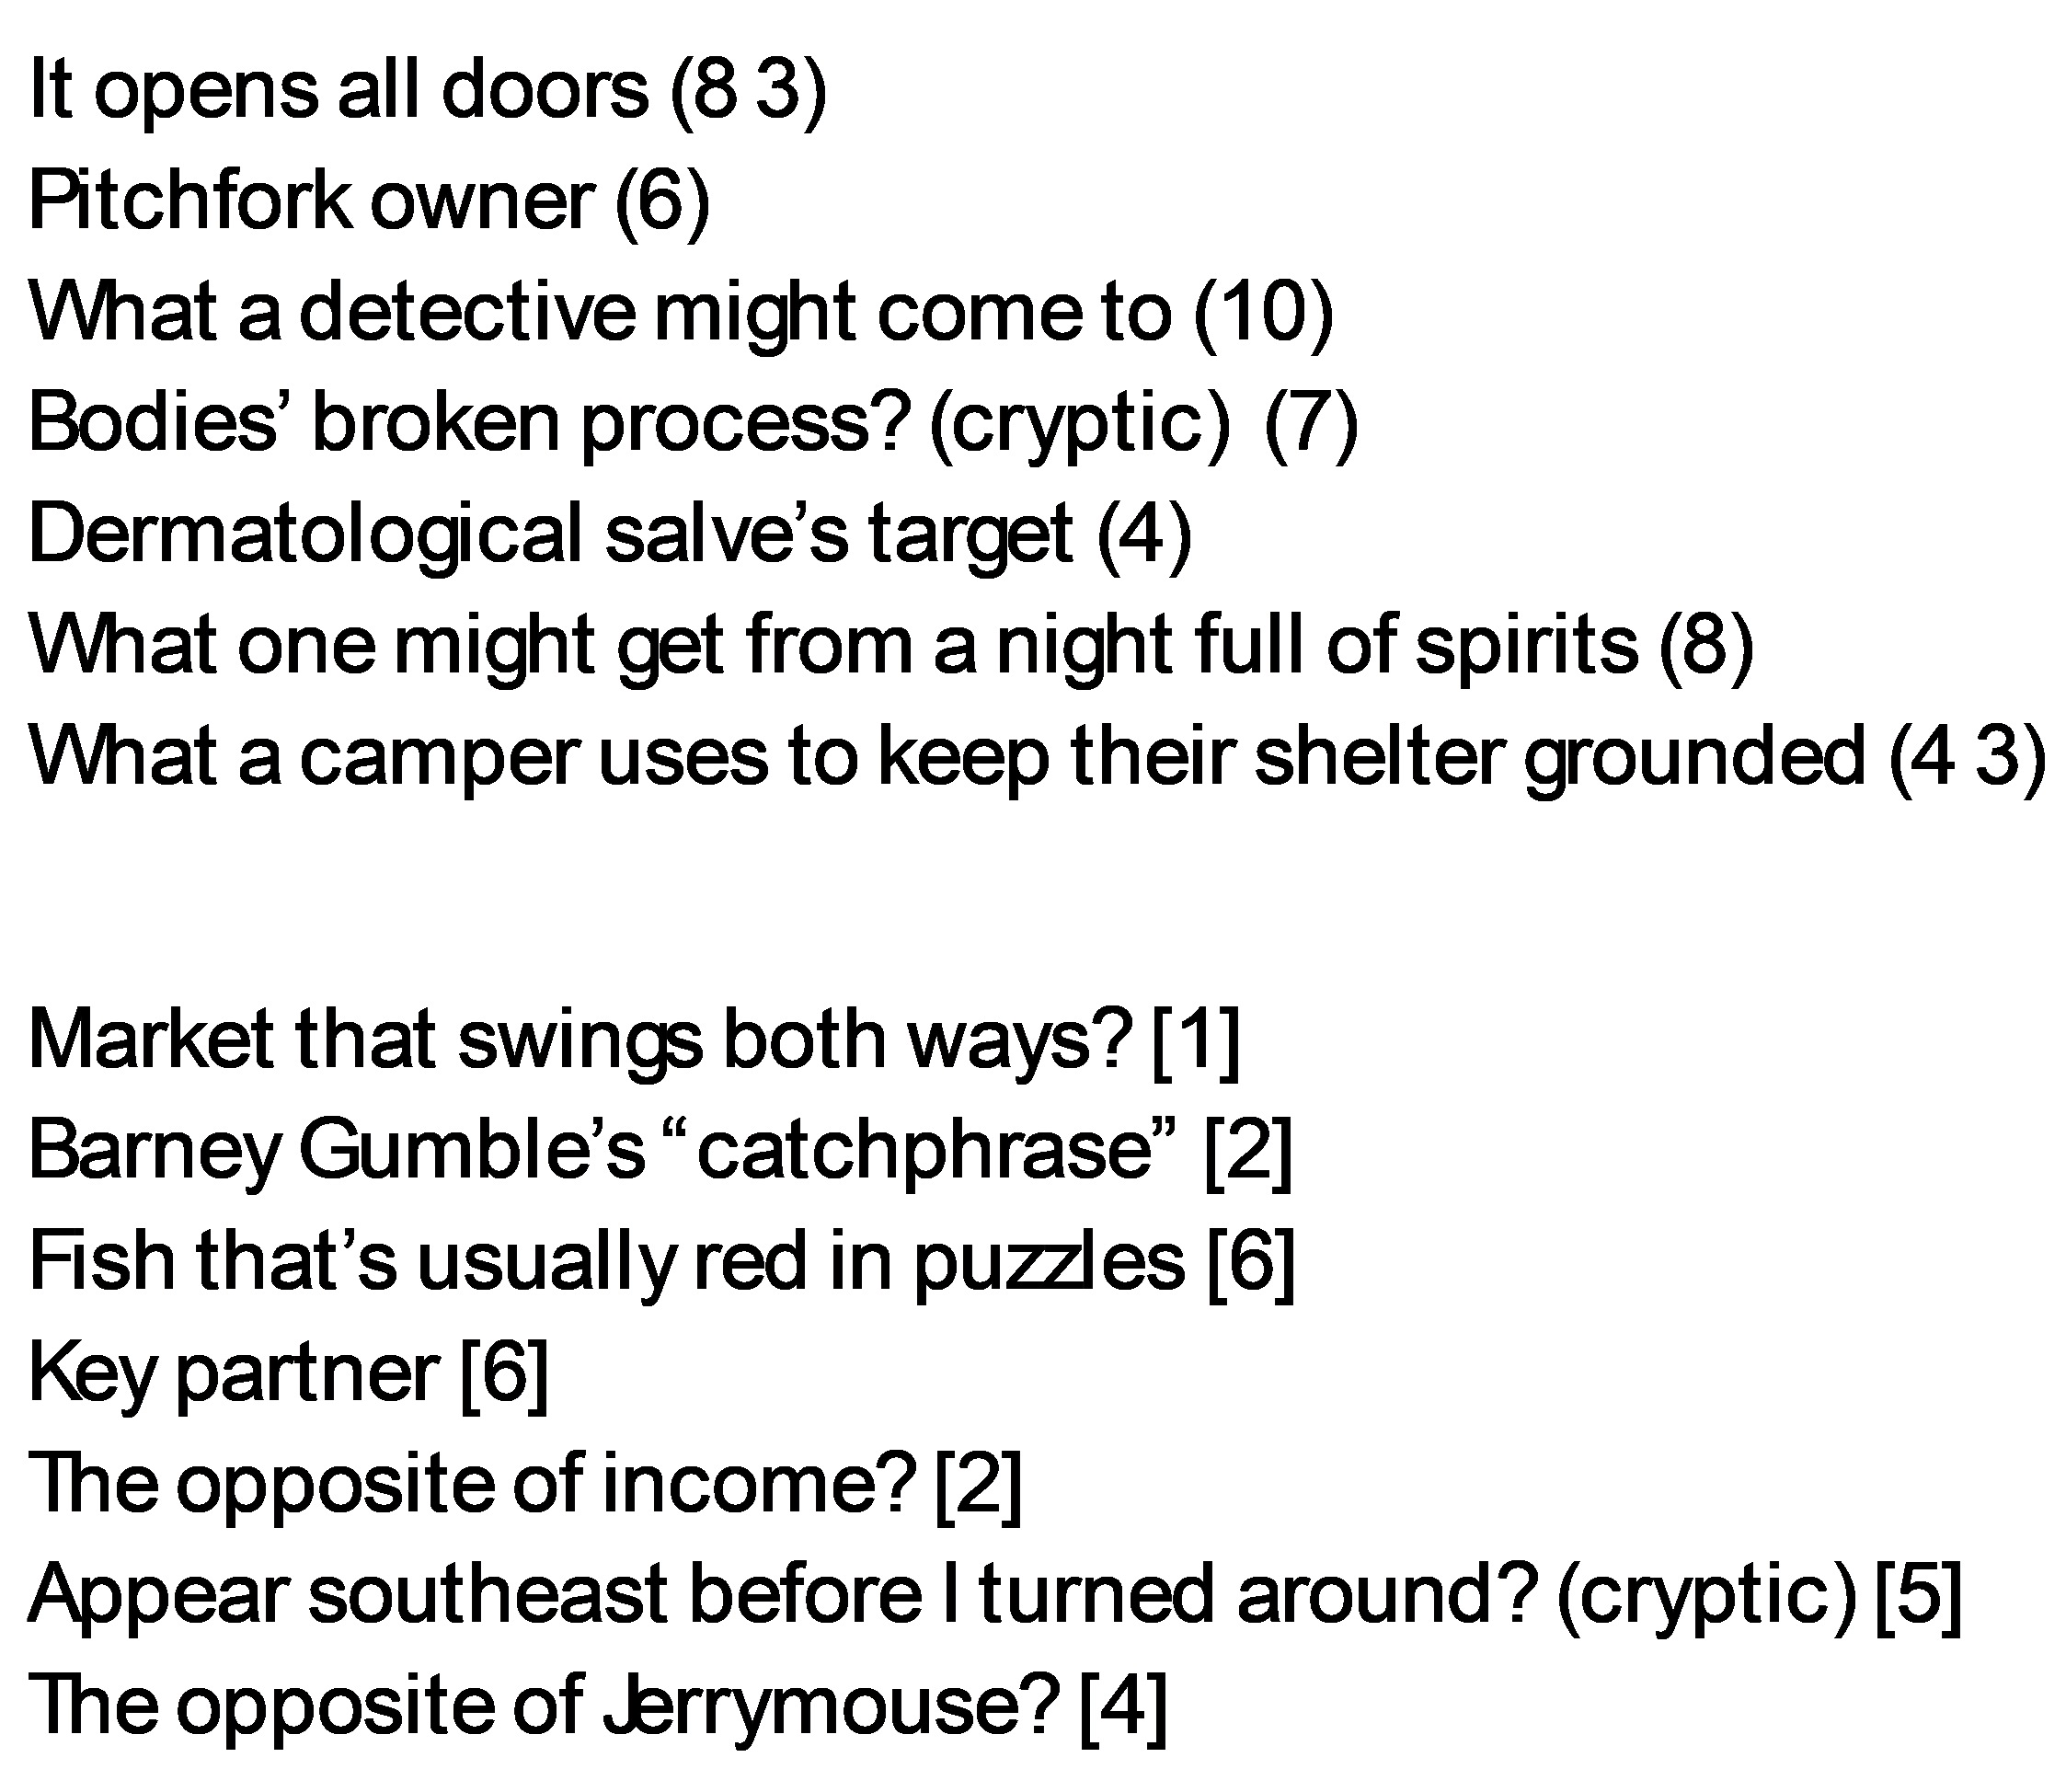 It opens all doors (8 3)
Pitchfork owner (6)
What a detective might come to (10)
Bodies’ broken process? (cryptic) (7)
Dermatological salve’s target (4)
What one might get from a night full of spirits (8)
What a camper uses to keep their shelter grounded (4 3)
Market that swings both ways? [1]
Barney Gumble’s “catchphrase” [2]
Fish that’s usually red in puzzles [6]
Key partner [6]
The opposite of income? [2]
Appear southeast before I turned around? (cryptic) [5]
The opposite of Jerrymouse? [4]